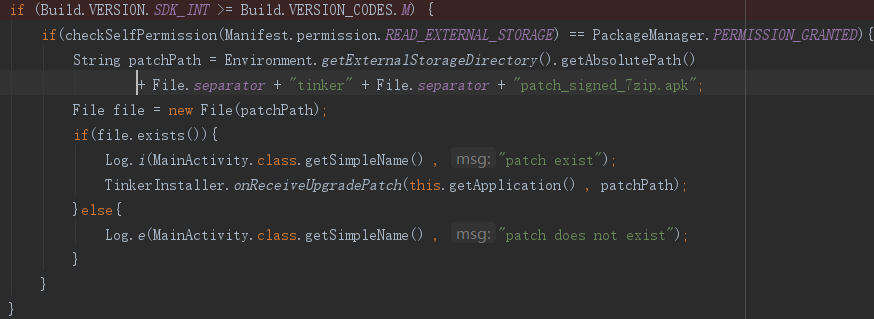 if (Build.VERSION.SDK_INT >= Build.VERSION_CODES.M) {
if(checkSelfPermission(Manifest.permission.READ_EXTERNAL_STORAGE) == PackageManager.PERMISSION_GRANTED){
String patchPath = Environment.getExternalStorageDirectory().getAbsolutePath()
+ File.separator + "tinker" + File.separator + "patch_signed_7zip.apk";
File file = new File(patchPath);
if(file.exists()){
Log.i(MainActivity.class.getSimpleName() , msg: "patch exist");
TinkerInstaller.onReceiveUpgradePatch(this.getApplication() , patchPath);
}else{
Log.e(MainActivity.class.getSimpleName() , msg: "patch does not exist");
}
}
}